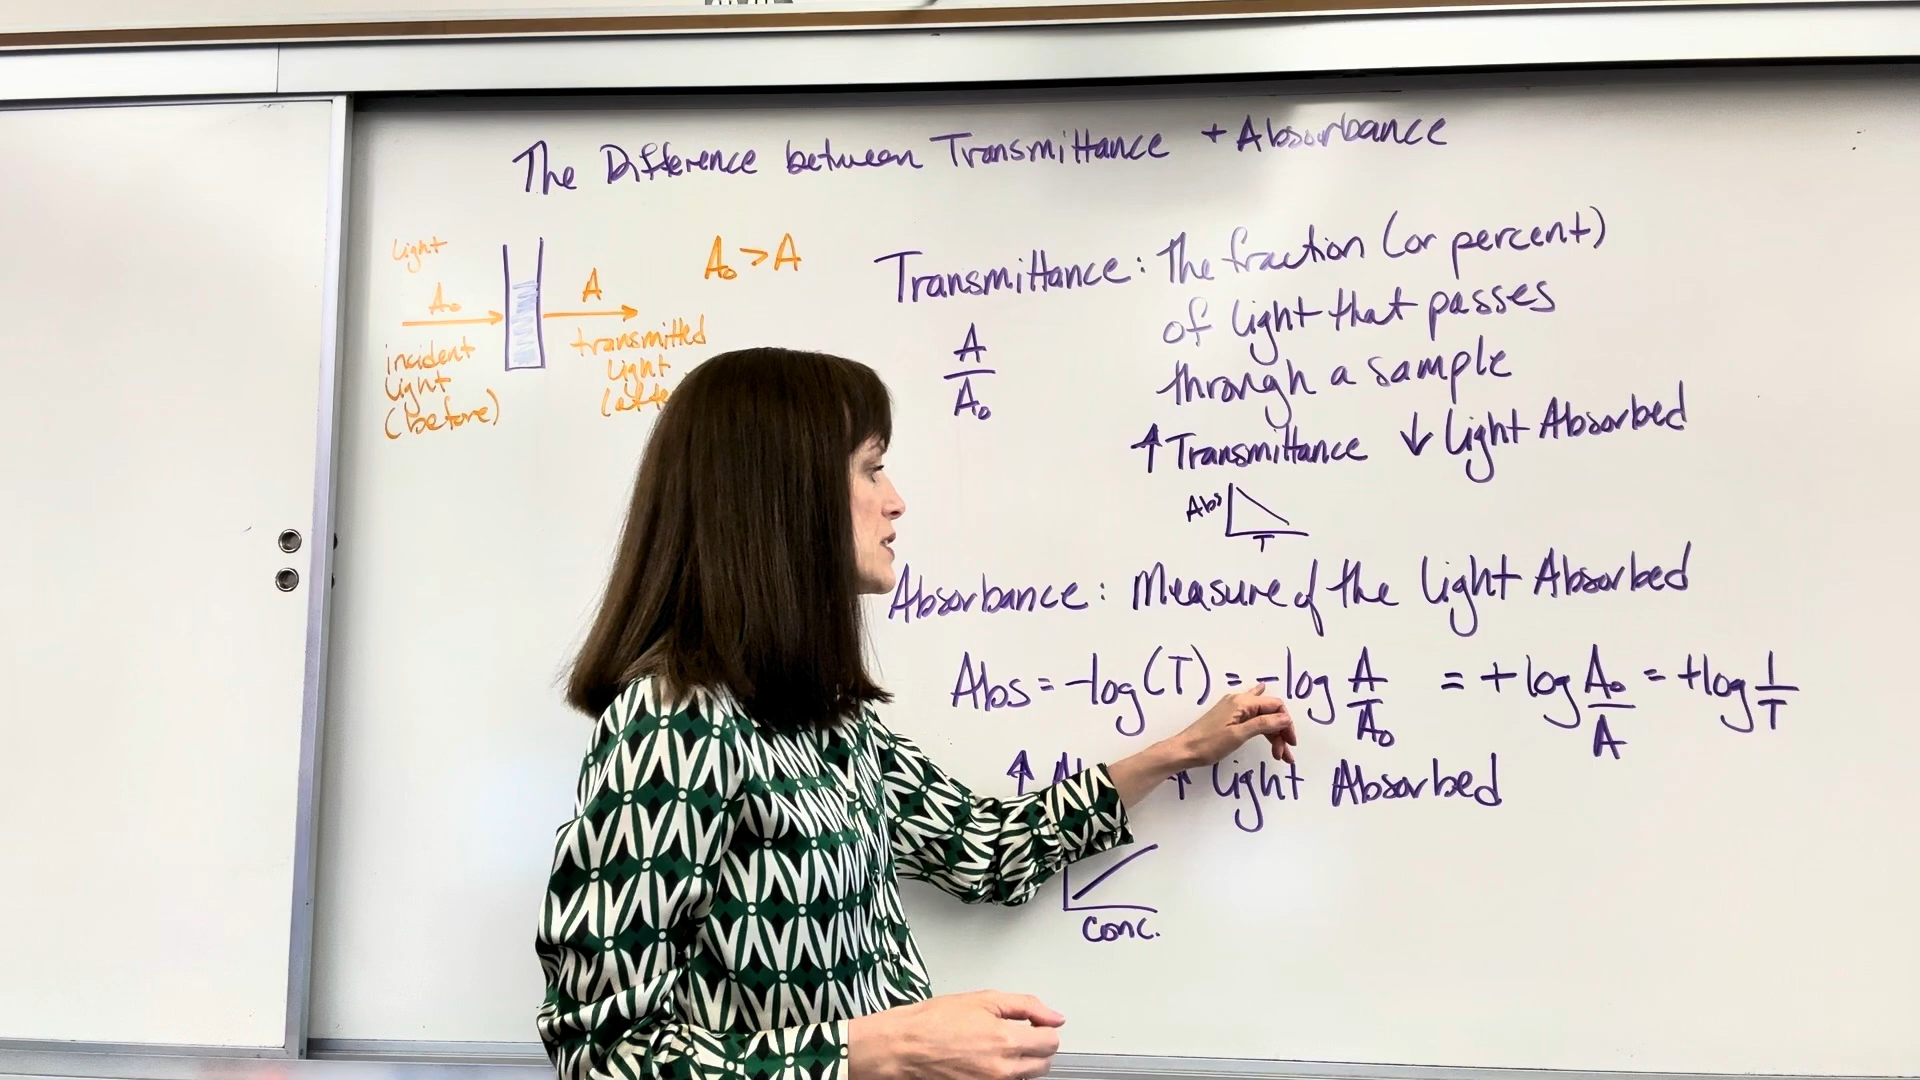 The Difference between Transmittance + Absorbance
light
A₀
incident
light
(before)
A
transmitted
light
A₀ > A
Transmittance: The fraction (or percent)
of light that passes
through a sample
A
A₀
↑ Transmittance ↓ light Absorbed
Abs
T
Absorbance: Measure of the light Absorbed
Abs = -log(T) = -log A/A₀ = +log A₀/A = +log 1/T
↑ ↑ light Absorbed
Conc.